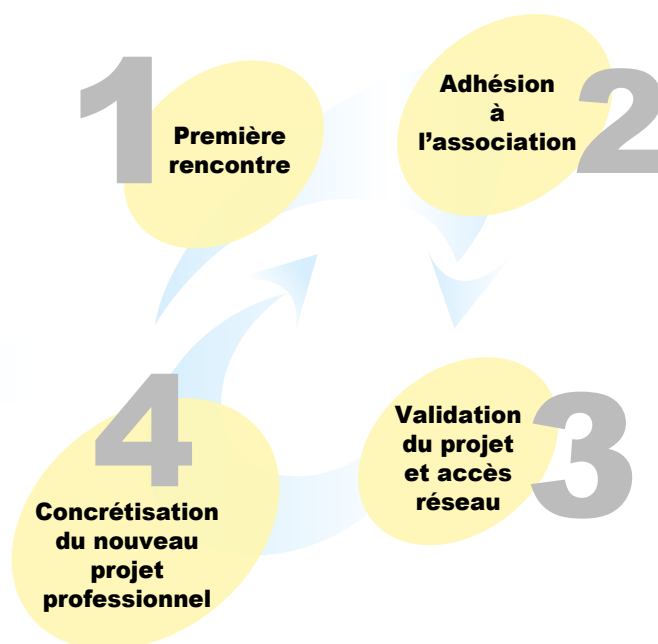 1
Première
rencontre
2
Adhésion
à
l’association
3
Validation
du projet
et accès
réseau
4
Concrétisation
du nouveau
projet
professionnel